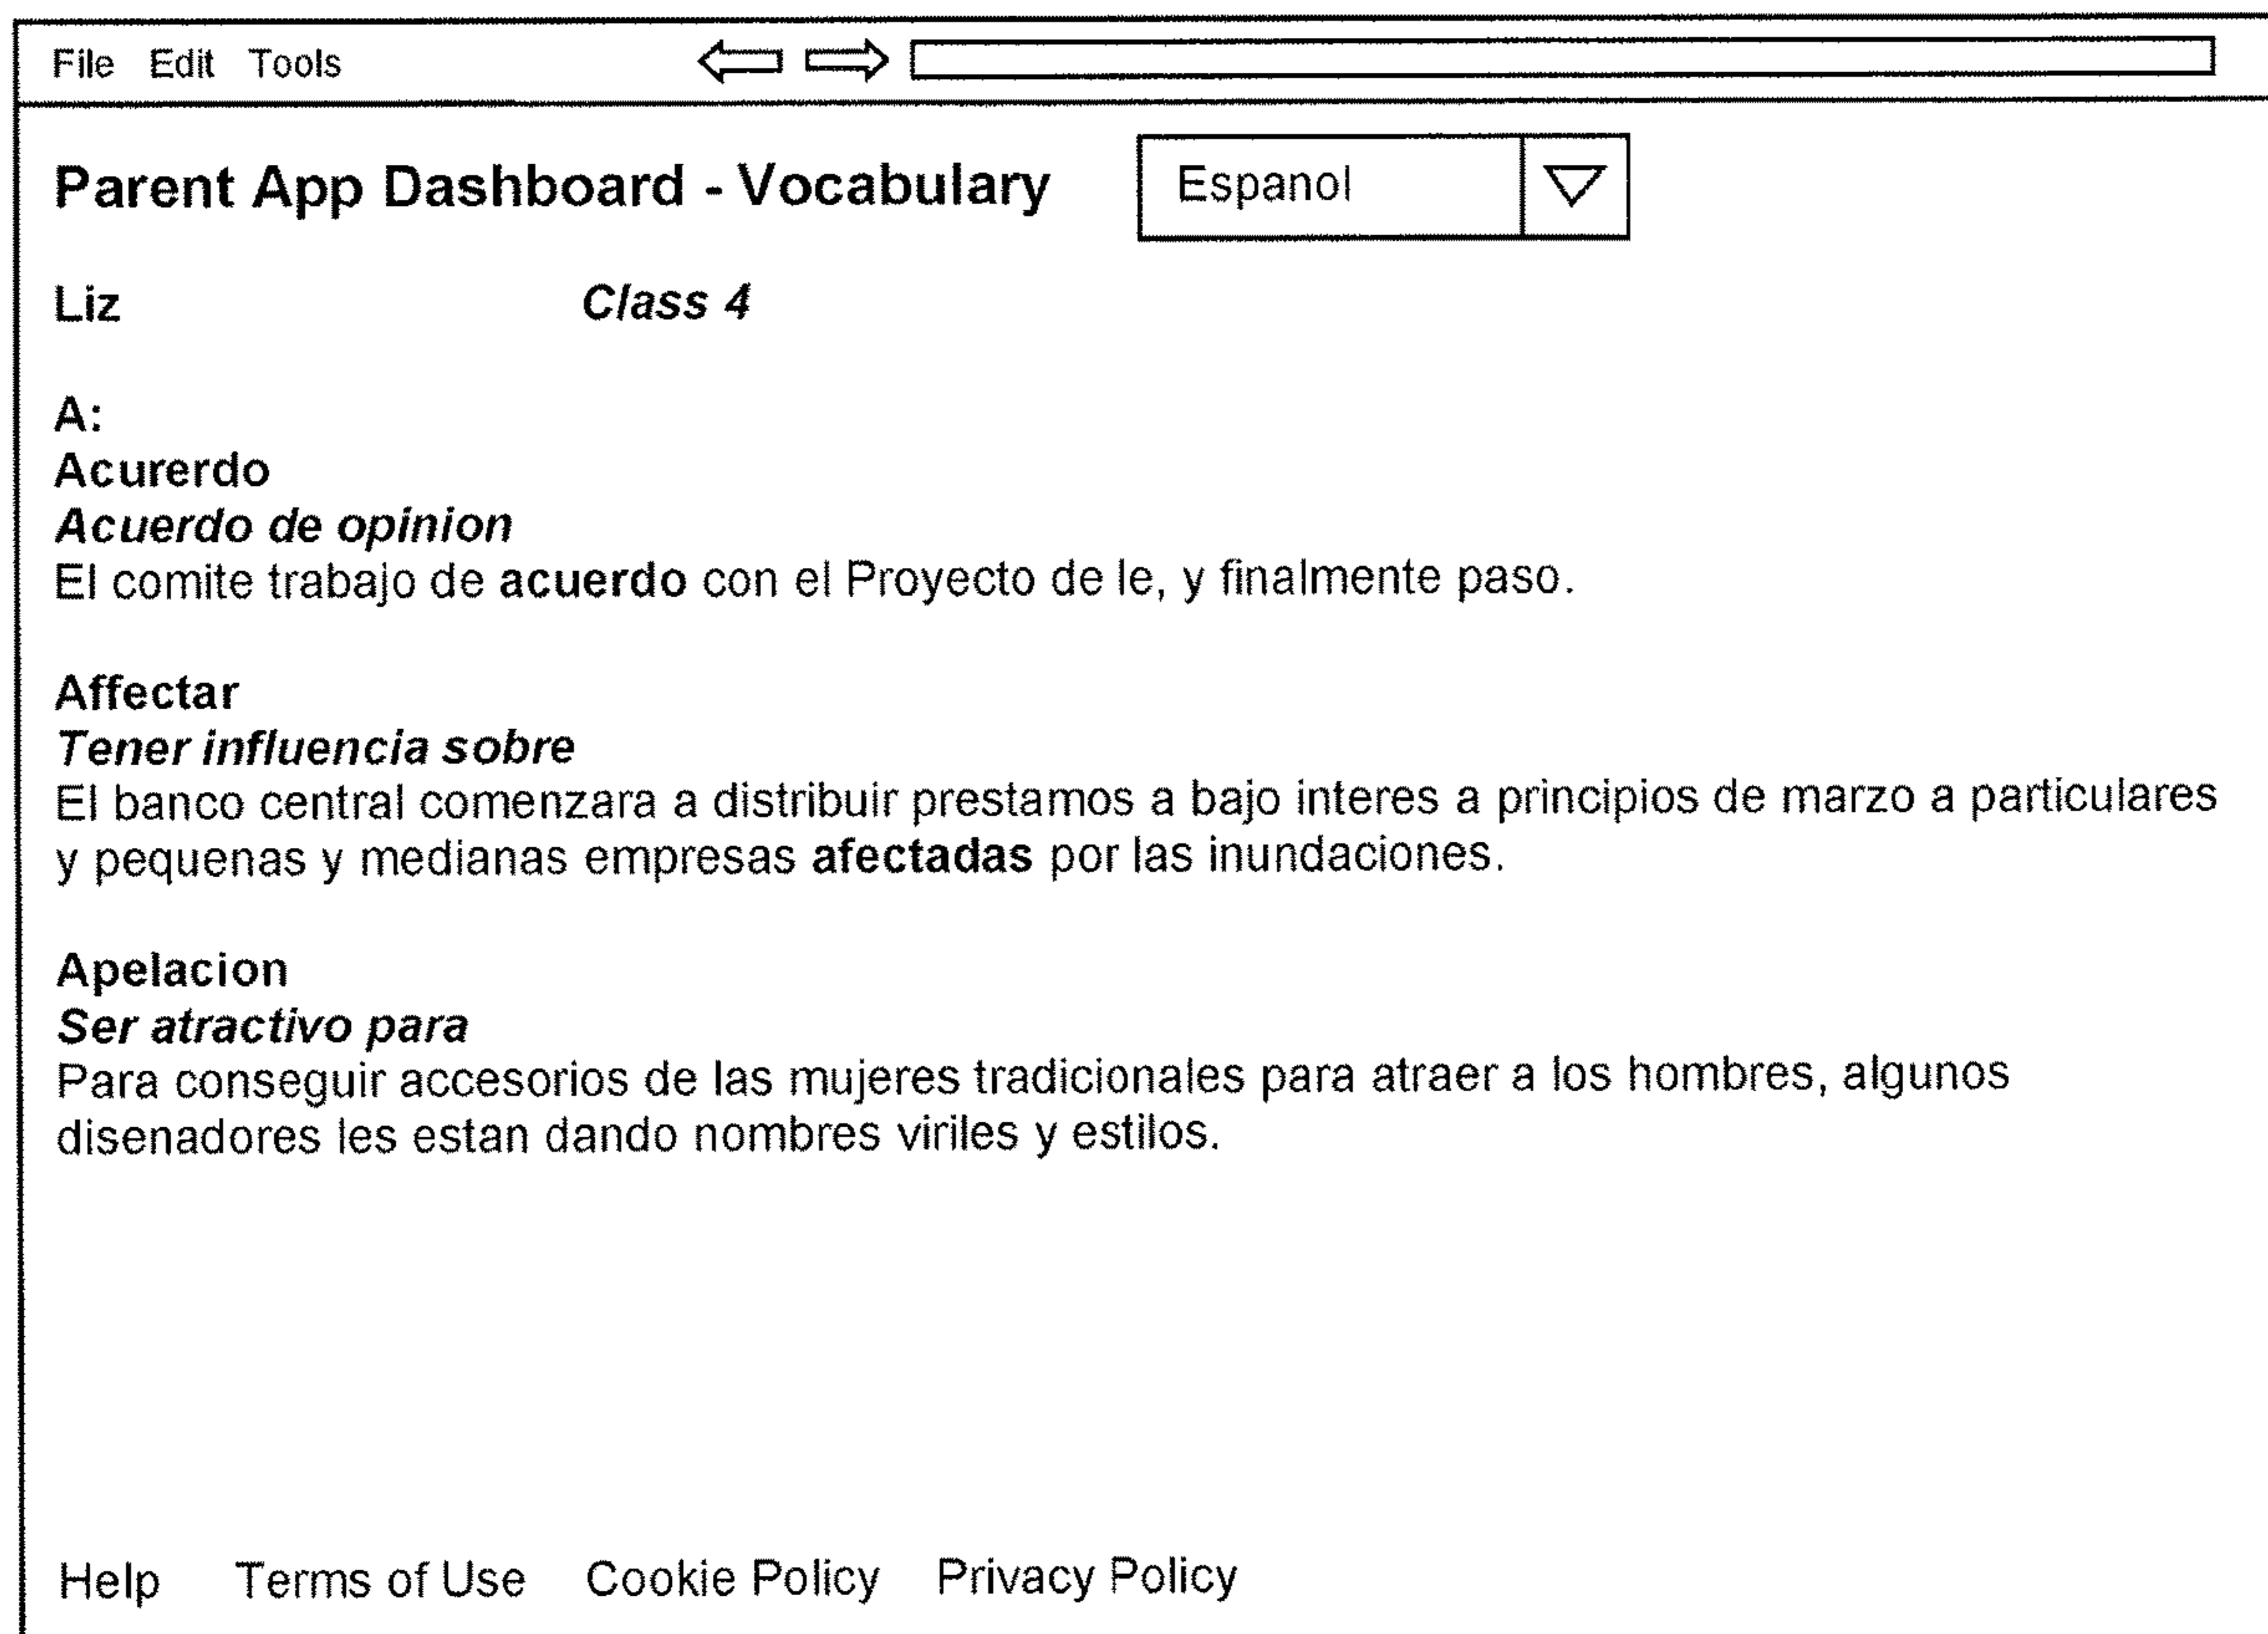 File Edit Tools
Parent App Dashboard - Vocabulary Espanol
Liz Class 4
A:
Acurerdo
Acuerdo de opinion
El comite trabajo de acuerdo con el Proyecto de le, y finalmente paso.
Affectar
Tener influencia sobre
El banco central comenzara a distribuir prestamos a bajo interes a principios de marzo a particulares
y pequenas y medianas empresas afectadas por las inundaciones.
Apelacion
Ser atractivo para
Para conseguir accesorios de las mujeres tradicionales para atraer a los hombres, algunos
disenadores les estan dando nombres viriles y estilos.
Help Terms of Use Cookie Policy Privacy Policy